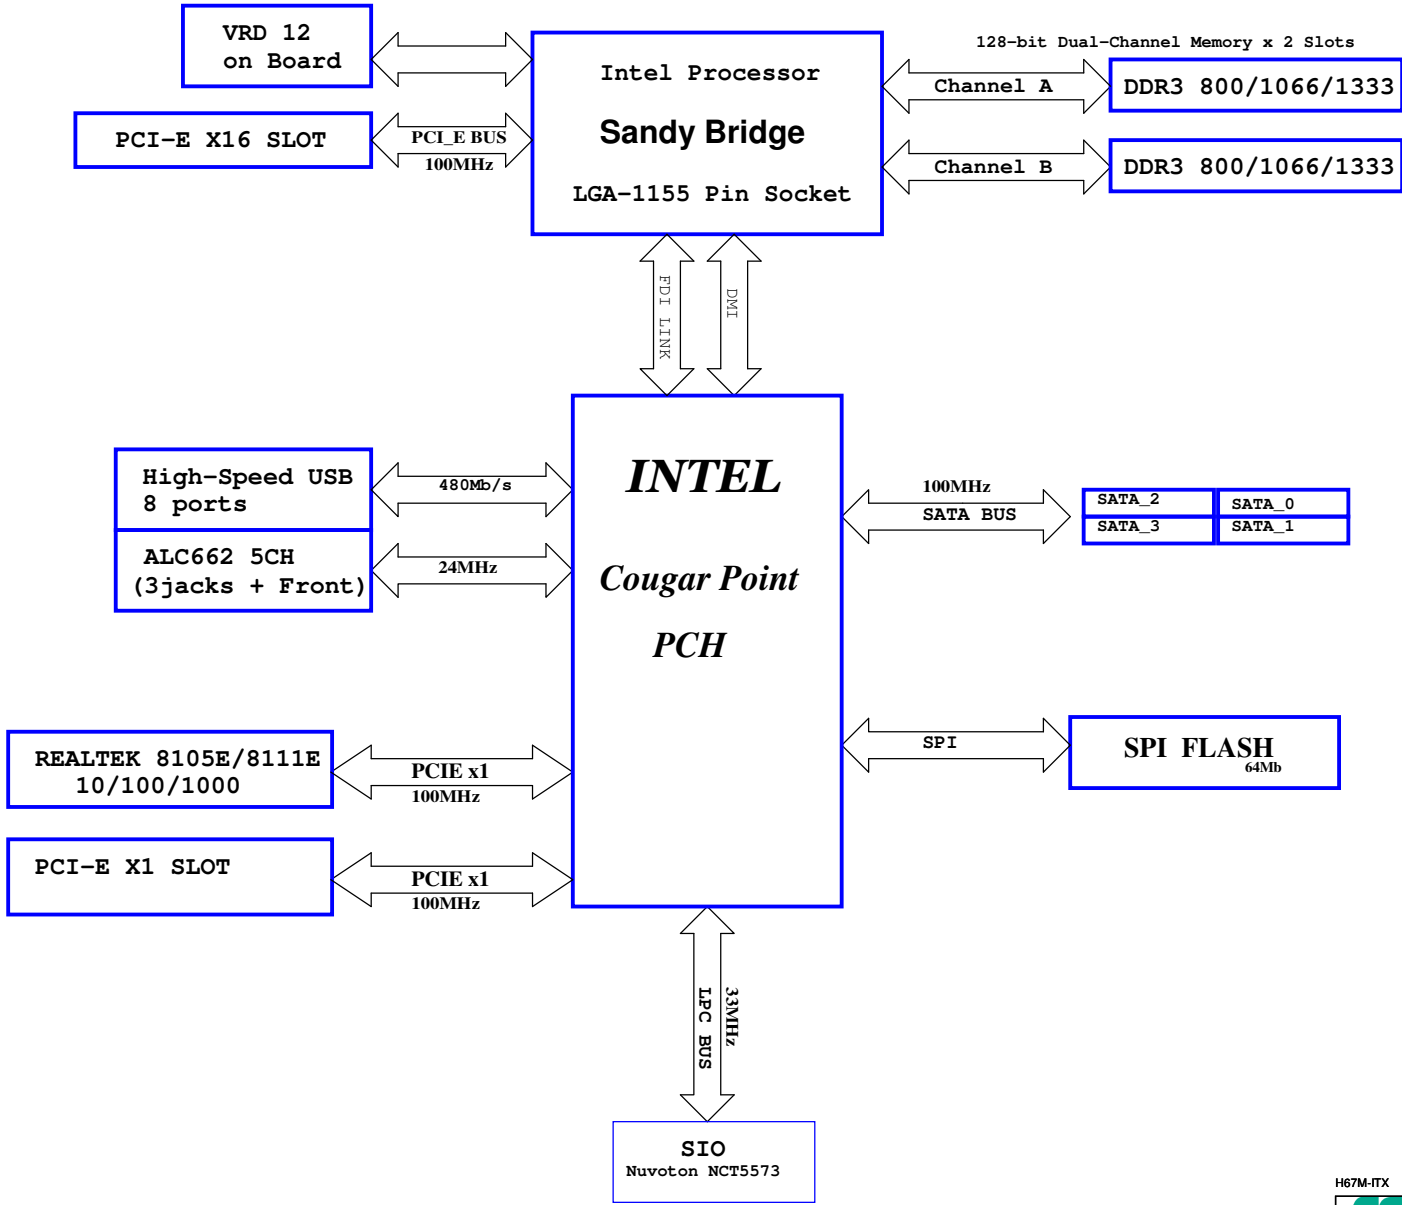 VRD 12
on Board
PCI-E X16 SLOT
PCI_E BUS
100MHz
Intel Processor
Sandy Bridge
LGA-1155 Pin Socket
128-bit Dual-Channel Memory x 2 Slots
Channel A
DDR3 800/1066/1333
Channel B
DDR3 800/1066/1333
FDI LINK
DMI
High-Speed USB
8 ports
480Mb/s
ALC662 5CH
(3jacks + Front)
24MHz
INTEL
Cougar Point
PCH
100MHz
SATA BUS
SATA_2
SATA_0
SATA_3
SATA_1
SPI
SPI FLASH
64Mb
REALTEK 8105E/8111E
10/100/1000
PCIE x1
100MHz
PCI-E X1 SLOT
PCIE x1
100MHz
33MHz
LPC BUS
SIO
Nuvoton NCT5573
H67M-ITX